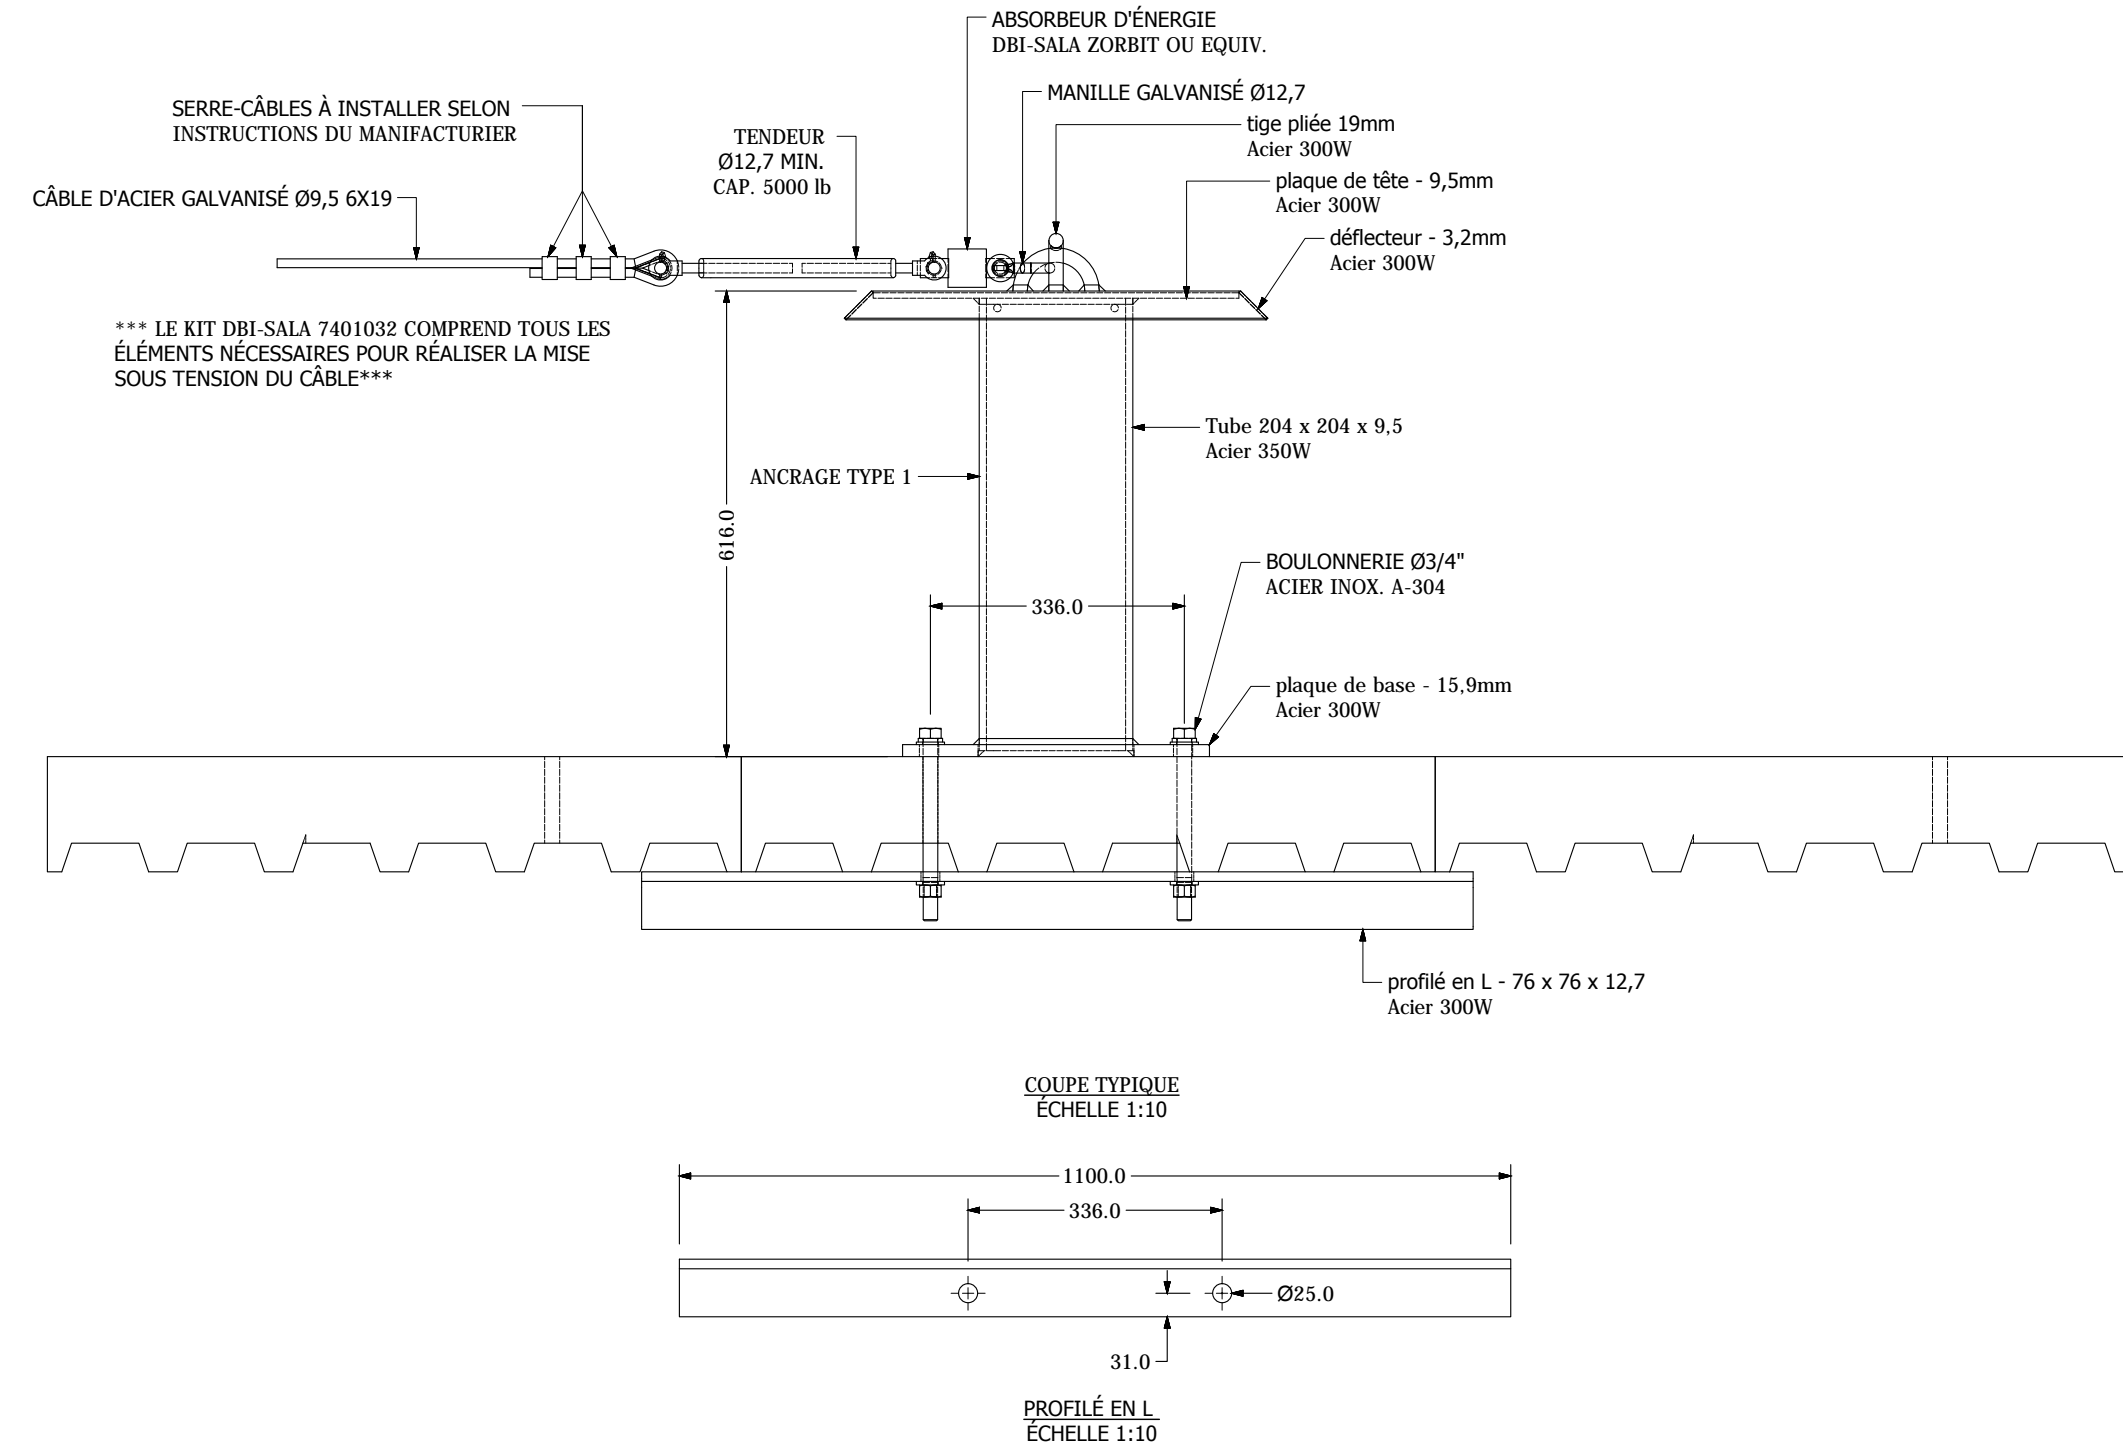 ABSORBEUR D'ÉNERGIE
DBI-SALA ZORBIT OU EQUIV.
MANILLE GALVANISÉ Ø12,7
SERRE-CÂBLES À INSTALLER SELON
INSTRUCTIONS DU MANIFACTURIER
tige pliée 19mm
Acier 300W
TENDEUR
Ø12,7 MIN.
CAP. 5000 lb
plaque de tête - 9,5mm
Acier 300W
CÂBLE D'ACIER GALVANISÉ Ø9,5 6X19
déflecteur - 3,2mm
Acier 300W
*** LE KIT DBI-SALA 7401032 COMPREND TOUS LES
ÉLÉMENTS NÉCESSAIRES POUR RÉALISER LA MISE
SOUS TENSION DU CÂBLE***
Tube 204 x 204 x 9,5
Acier 350W
ANCRAGE TYPE 1
616.0
BOULONNERIE Ø3/4"
ACIER INOX. A-304
336.0
plaque de base - 15,9mm
Acier 300W
profilé en L - 76 x 76 x 12,7
Acier 300W
COUPE TYPIQUE
ÉCHELLE 1:10
1100.0
336.0
Ø25.0
31.0
PROFILÉ EN L
ÉCHELLE 1:10